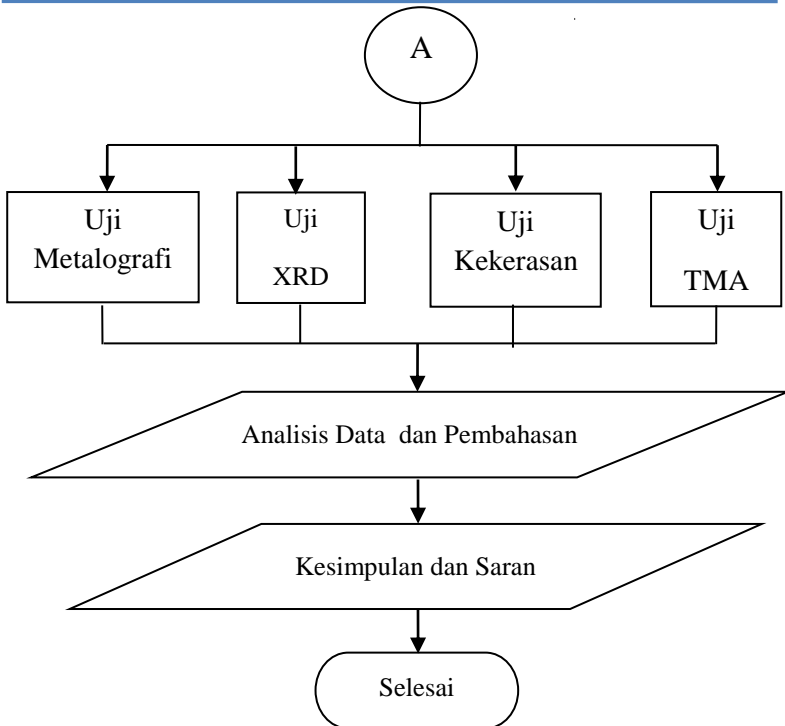 A
Uji
Metalografi
Uji
XRD
Uji
Kekerasan
Uji
TMA
Analisis Data dan Pembahasan
Kesimpulan dan Saran
Selesai